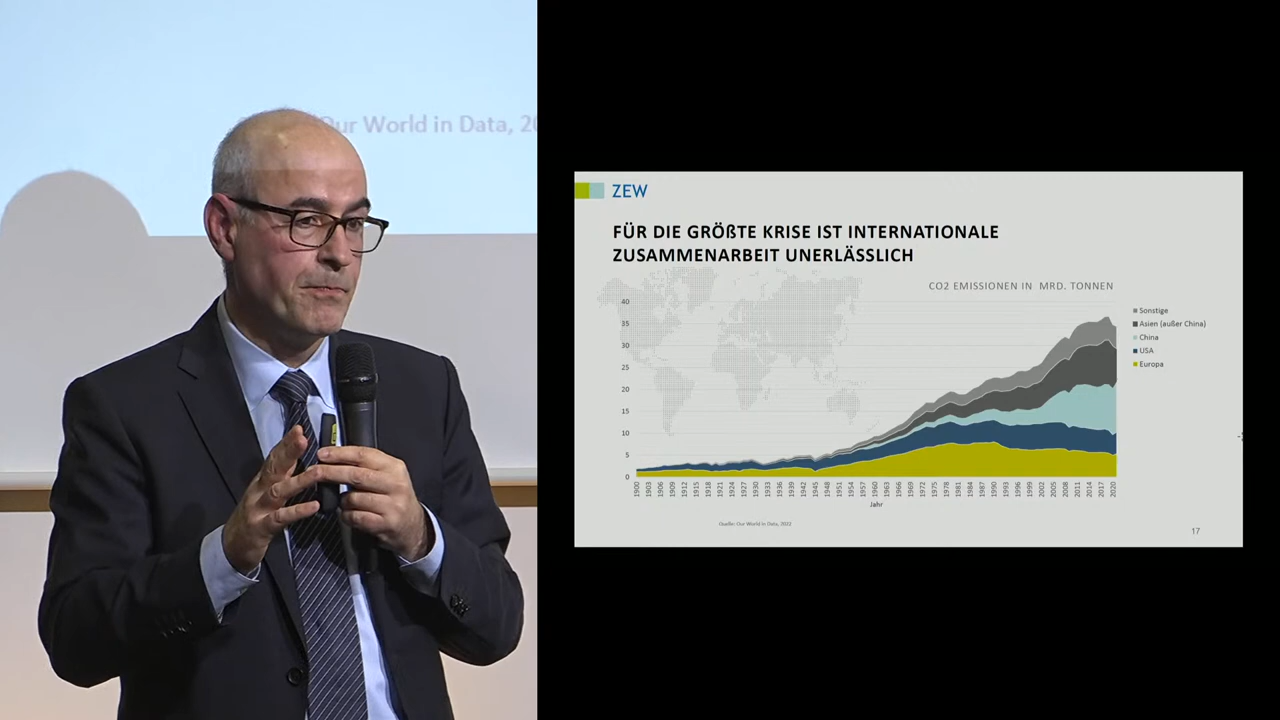 Our World in Data, 20
ZEW
FÜR DIE GRÖßTE KRISE IST INTERNATIONALE
ZUSAMMENARBEIT UNERLÄSSLICH
CO2 EMISSIONEN IN MRD. TONNEN
40
35
30
25
20
15
10
5
0
Sonstige
Asien (außer China)
China
USA
Europa
1900 1903 1906 1909 1912 1915 1918 1921 1924 1927 1930 1933 1936 1939 1942 1945 1948 1951 1954 1957 1960 1963 1966 1969 1972 1975 1978 1981 1984 1987 1990 1993 1996 1999 2002 2005 2008 2011 2014 2017 2020
Jahr
Quelle: Our World in Data, 2022
17